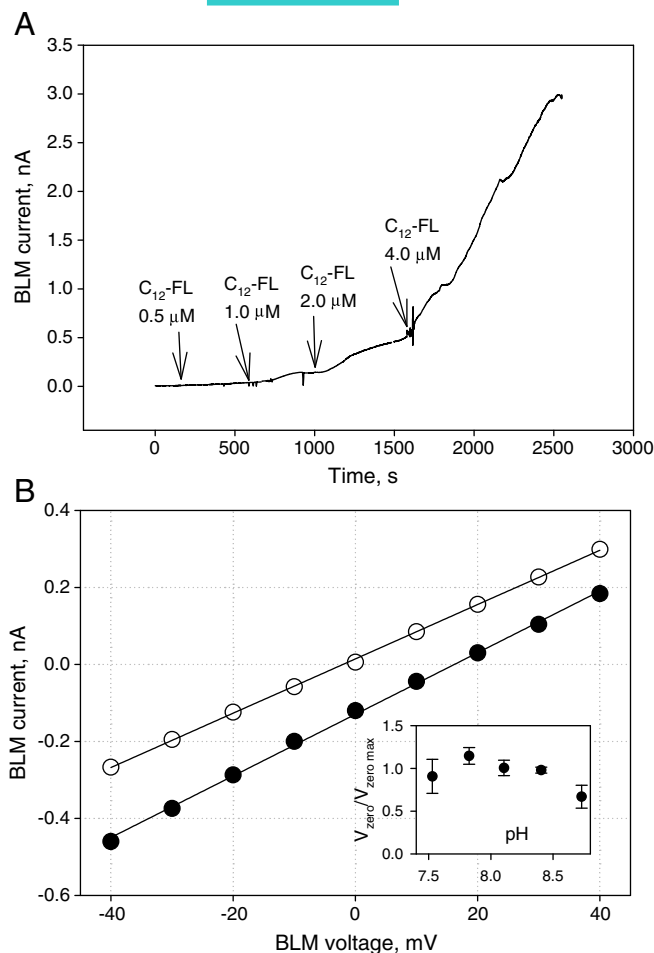 A
3.5
3.0
2.5
2.0
1.5
1.0
0.5
0.0
BLM current, nA
C12-FL
0.5 μM
C12-FL
1.0 μM
C12-FL
2.0 μM
C12-FL
4.0 μM
0 500 1000 1500 2000 2500 3000
Time, s
B
0.4
0.2
0.0
-0.2
-0.4
-0.6
BLM current, nA
1.5
1.0
0.5
0.0
Vzero/Vzero max
pH
7.5 8.0 8.5
-40 -20 0 20 40
BLM voltage, mV